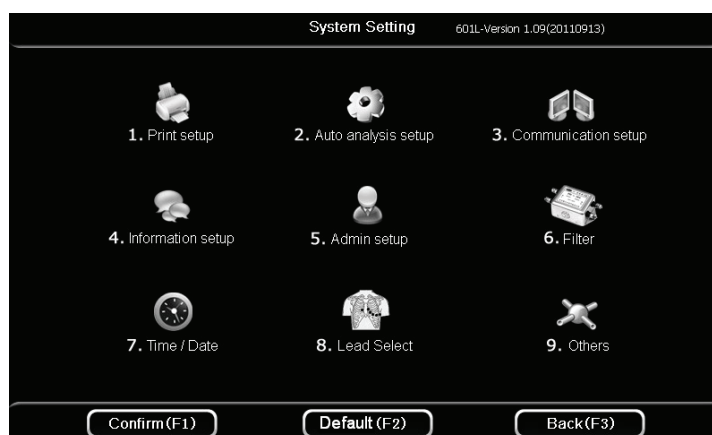 System Setting 601L-Version 1.09(20110913)
1. Print setup 2. Auto analysis setup 3. Communication setup
4. Information setup 5. Admin setup 6. Filter
7. Time / Date 8. Lead Select 9. Others
Confirm(F1) Default(F2) Back(F3)